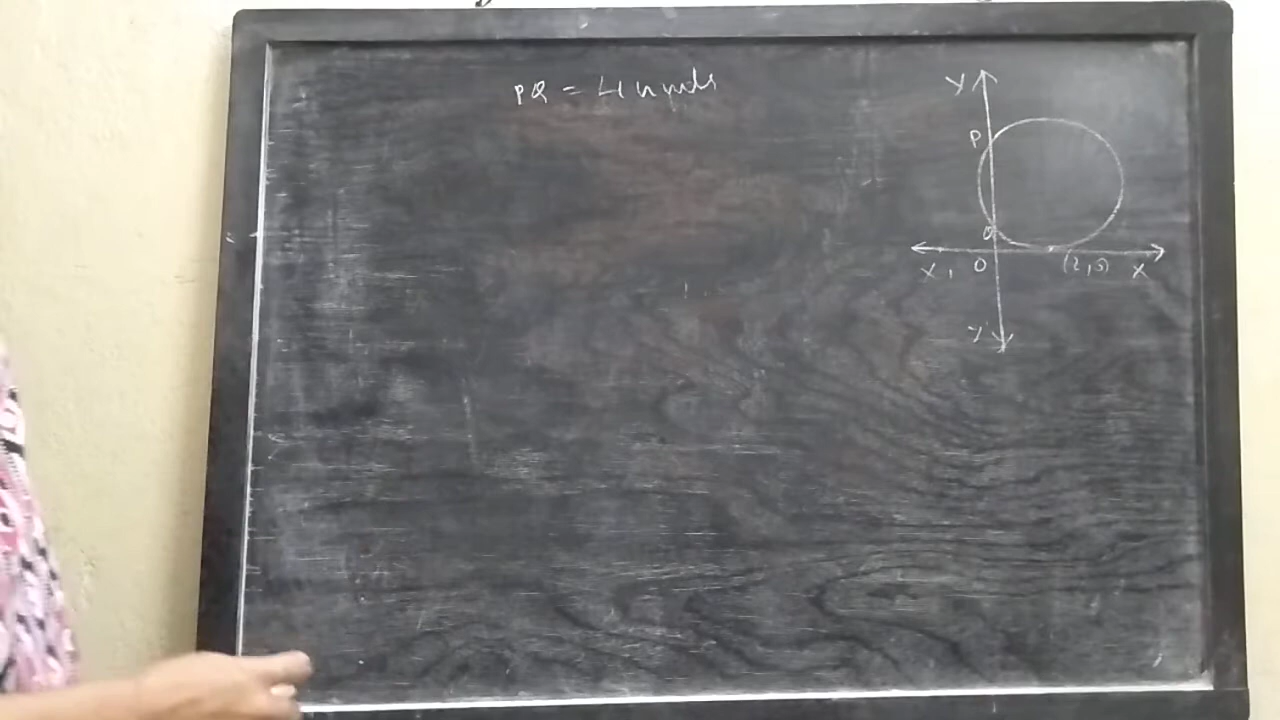 PQ = 4 units
Y
P
Q
X' O (2,0) X
Y'